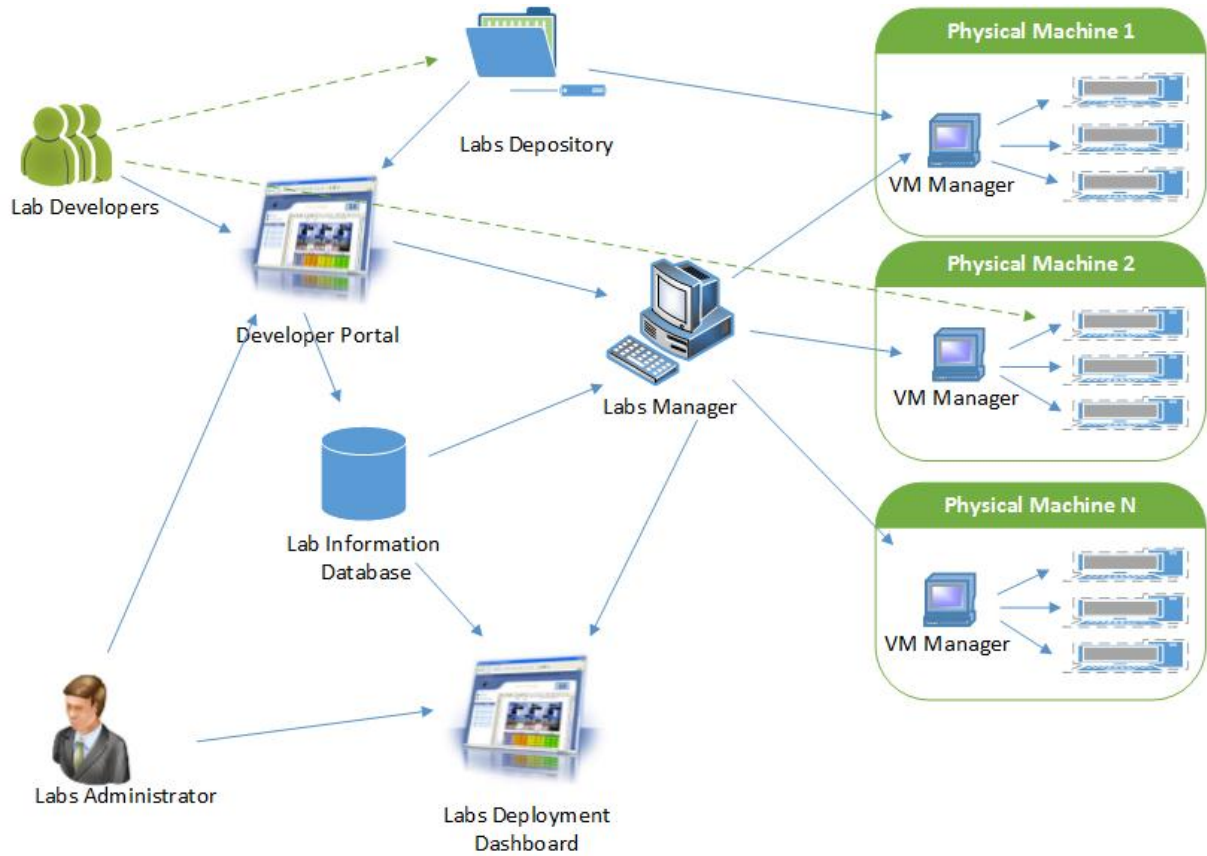 Physical Machine 1
Labs Depository
VM Manager
Lab Developers
Physical Machine 2
Developer Portal
VM Manager
Labs Manager
Physical Machine N
Lab Information
Database
VM Manager
Labs Administrator
Labs Deployment
Dashboard